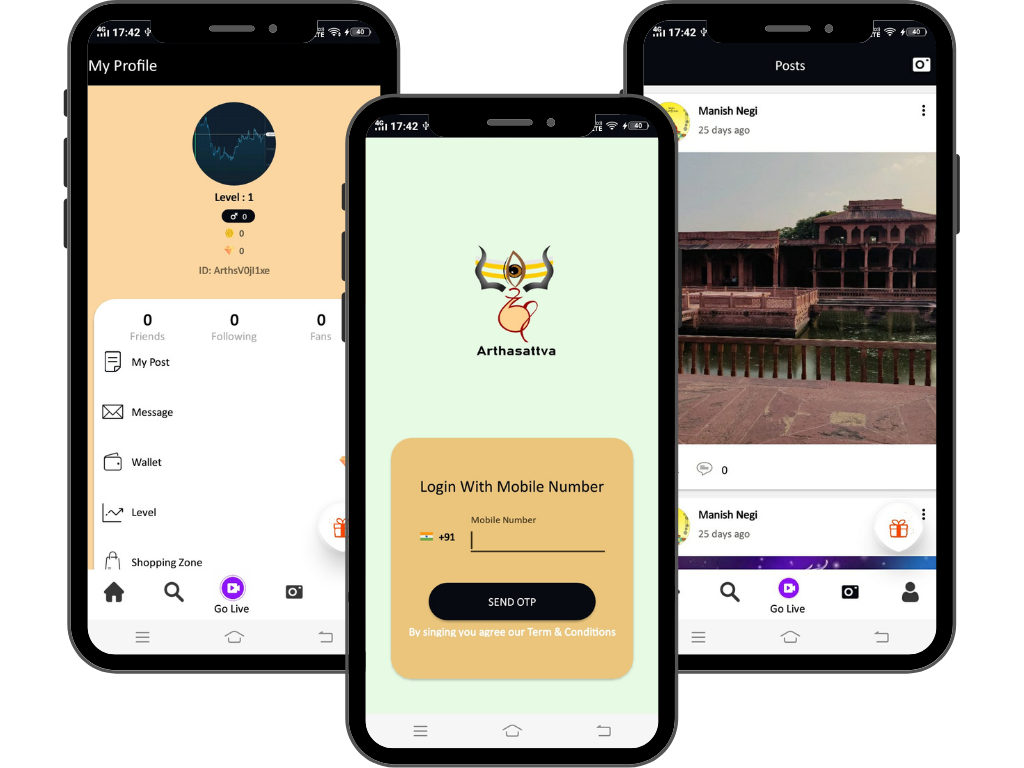 17:42
40
My Profile
Level : 1
0
0
0
ID: ArthsV0jI1xe
0
0
0
Friends
Following
Fans
My Post
Message
Wallet
Level
Shopping Zone
Go Live
4G
17:42
40
Arthasattva
Login With Mobile Number
Mobile Number
+91
SEND OTP
By singing you agree our Term & Conditions
4G
17:42
40
Posts
Manish Negi
25 days ago
0
Manish Negi
25 days ago
Go Live